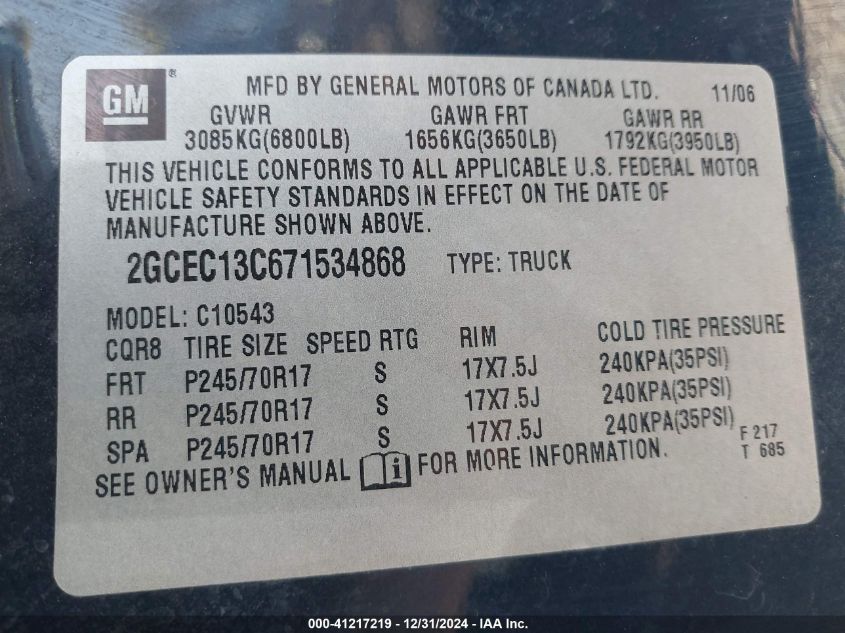 GM® MFD BY GENERAL MOTORS OF CANADA LTD. 11/06
GVWR GAWR FRT GAWR RR
3085KG(6800LB) 1656KG(3650LB) 1792KG(3950LB)
THIS VEHICLE CONFORMS TO ALL APPLICABLE U.S. FEDERAL MOTOR
VEHICLE SAFETY STANDARDS IN EFFECT ON THE DATE OF
MANUFACTURE SHOWN ABOVE.
2GCEC13C671534868 TYPE: TRUCK
MODEL: C10543
CQR8 TIRE SIZE SPEED RTG RIM COLD TIRE PRESSURE
FRT P245/70R17 S 17X7.5J 240KPA(35PSI)
RR P245/70R17 S 17X7.5J 240KPA(35PSI)
SPA P245/70R17 S 17X7.5J 240KPA(35PSI)
SEE OWNER'S MANUAL i FOR MORE INFORMATION.
F 217
T 685
000-41217219 - 12/31/2024 - IAA Inc.